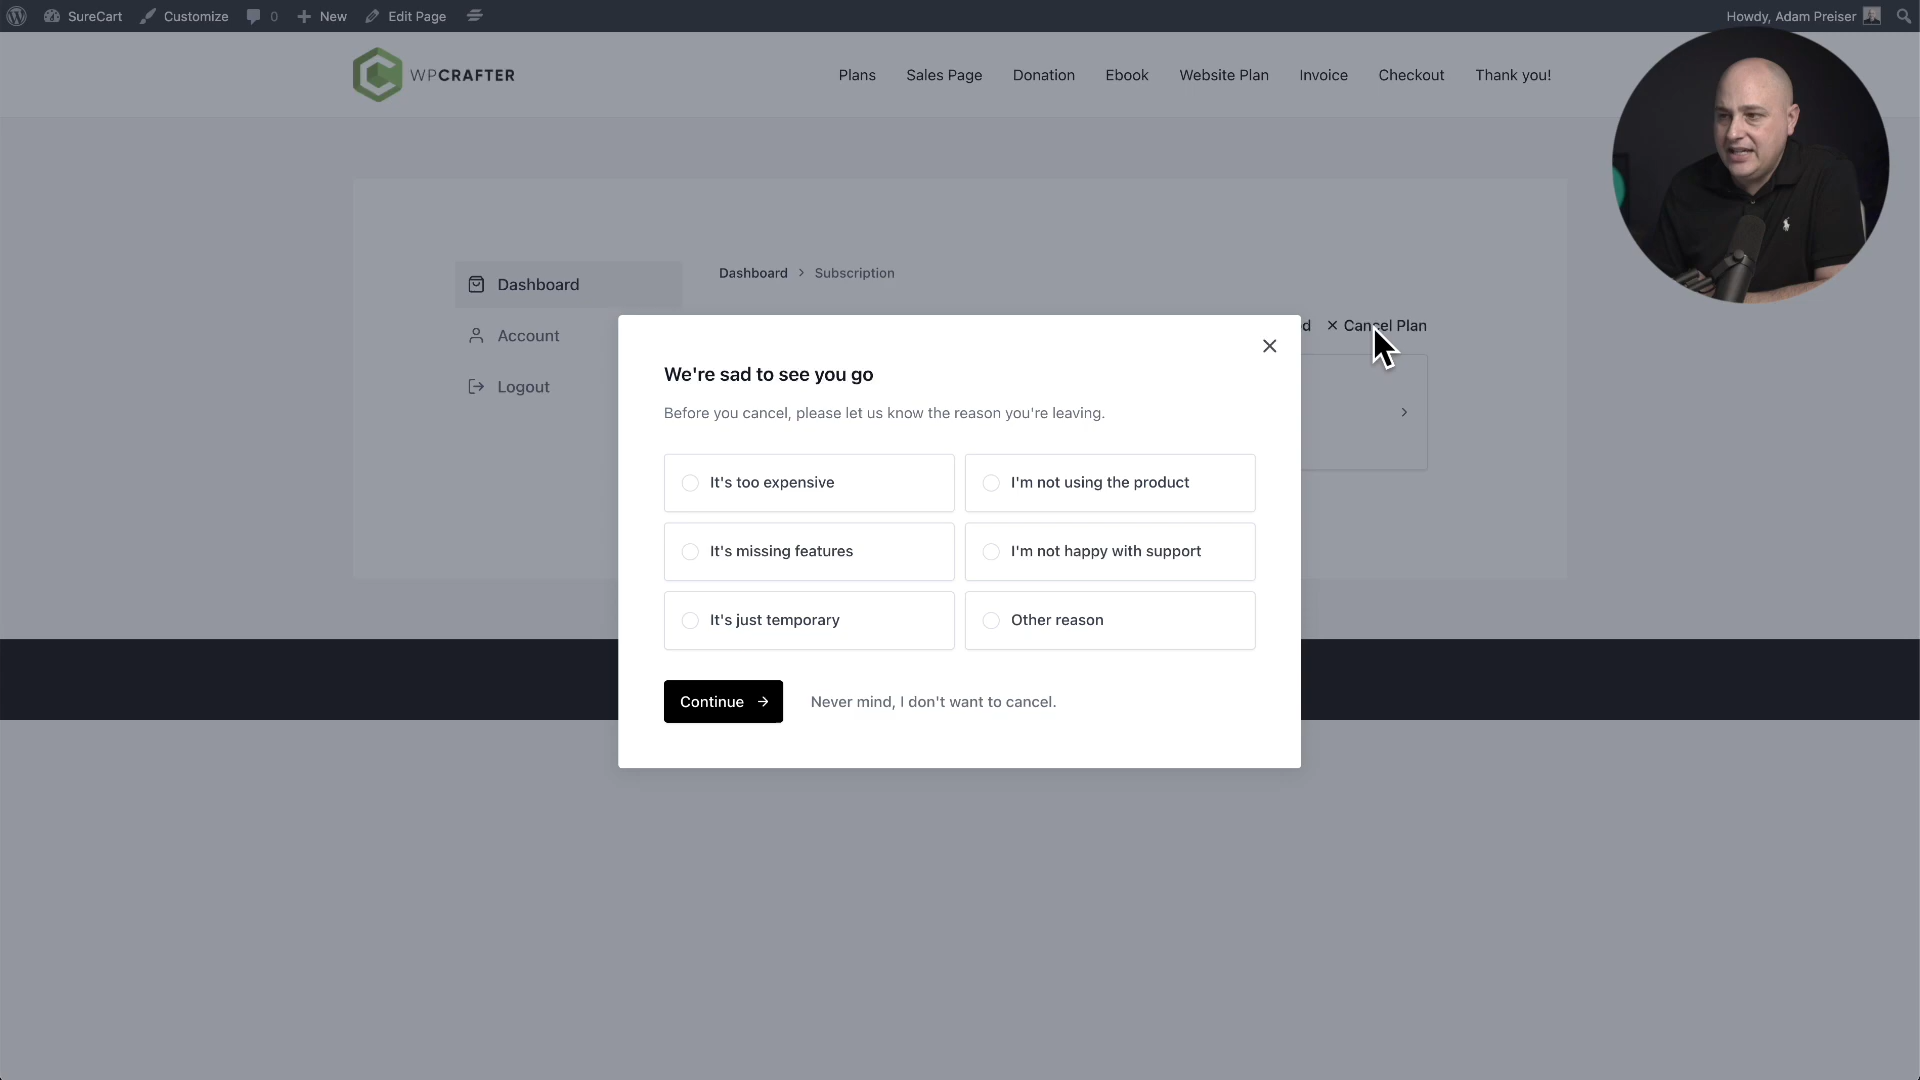 SureCart
Customize
0
New
Edit Page
Howdy, Adam Preiser
WPCRAFTER
Plans
Sales Page
Donation
Ebook
Website Plan
Invoice
Checkout
Thank you!
Dashboard
Account
Logout
Dashboard > Subscription
d
Cancel Plan
We're sad to see you go
Before you cancel, please let us know the reason you're leaving.
It's too expensive
I'm not using the product
It's missing features
I'm not happy with support
It's just temporary
Other reason
Continue →
Never mind, I don't want to cancel.